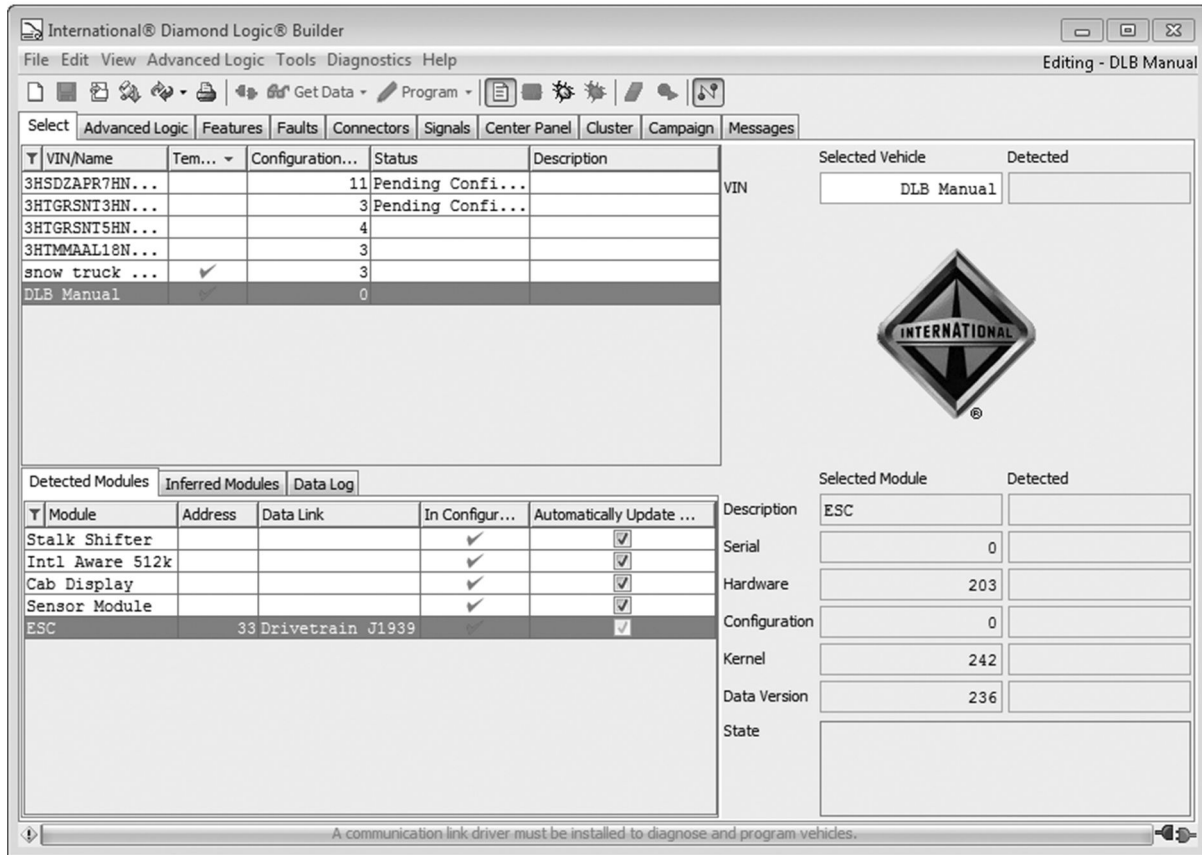 International® Diamond Logic® Builder
File Edit View Advanced Logic Tools Diagnostics Help
Editing - DLB Manual
Get Data Program
Select Advanced Logic Features Faults Connectors Signals Center Panel Cluster Campaign Messages
VIN/Name Tem... Configuration... Status Description
3HSDZAPR7HN... 11 Pending Confi...
3HTGRSNT3HN... 3 Pending Confi...
3HTGRSNT5HN... 4
3HTMMAAL18N... 3
snow truck ... 3
DLB Manual 0
Selected Vehicle Detected
VIN DLB Manual
INTERNATIONAL
®
Detected Modules Inferred Modules Data Log
Module Address Data Link In Configur... Automatically Update ...
Stalk Shifter
Intl Aware 512k
Cab Display
Sensor Module
ESC 33 Drivetrain J1939
Selected Module Detected
Description ESC
Serial 0
Hardware 203
Configuration 0
Kernel 242
Data Version 236
State
A communication link driver must be installed to diagnose and program vehicles.